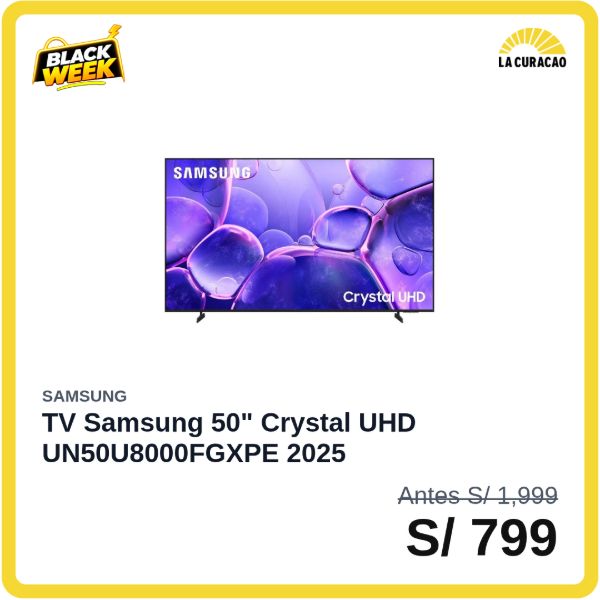 BLACK
WEEK
LA CURACAO
SAMSUNG
Crystal UHD
SAMSUNG
TV Samsung 50" Crystal UHD
UN50U8000FGXPE 2025
Antes S/ 1,999
S/ 799